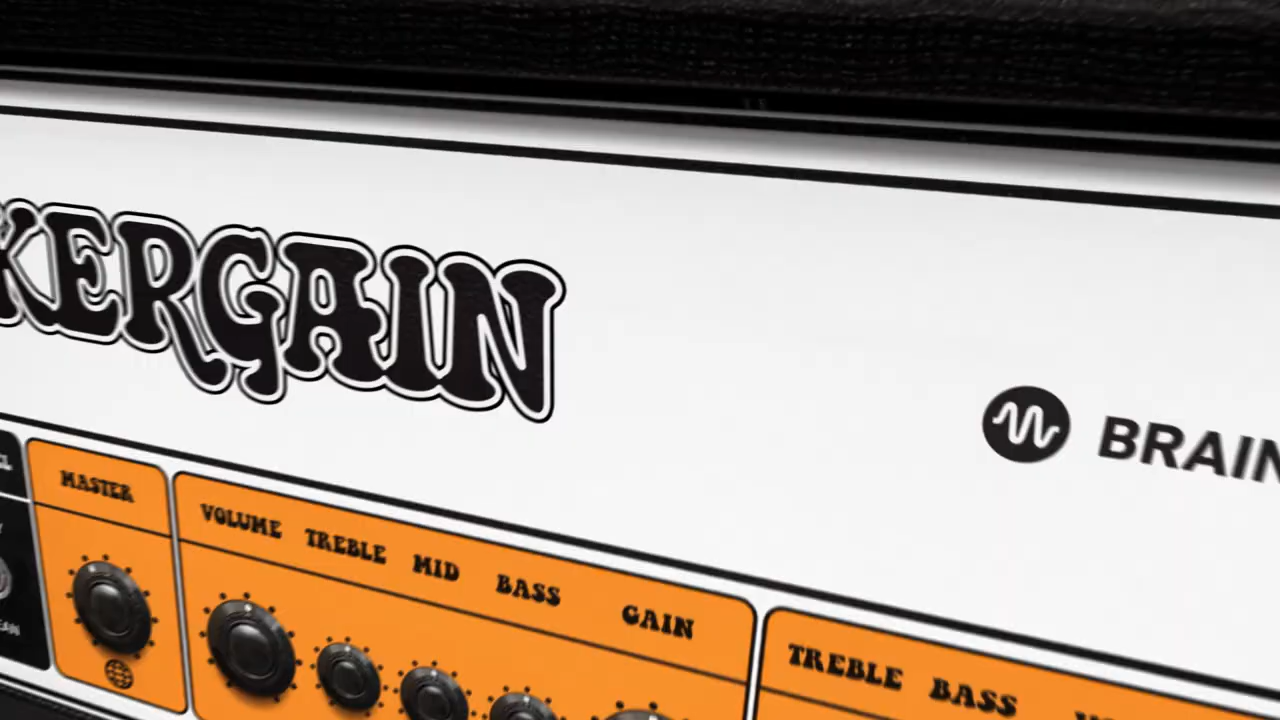 KERGAIN
BRAIN
MASTER
VOLUME TREBLE MID BASS GAIN
TREBLE BASS